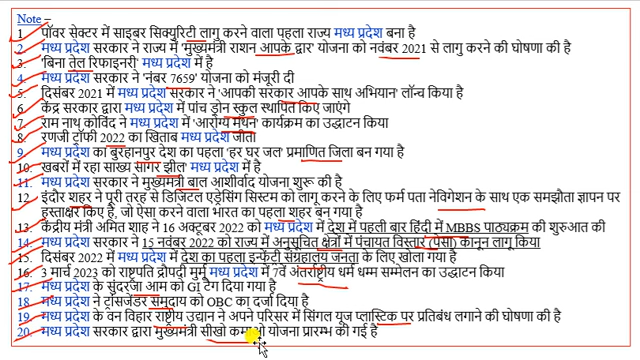 Note –
1. पॉवर सेक्टर में साइबर सिक्युरिटी लागु करने वाला पहला राज्य मध्य प्रदेश बना है
2. मध्य प्रदेश सरकार ने राज्य में 'मुख्यमंत्री राशन आपके द्वार' योजना को नवंबर 2021 से लागु करने की घोषणा की है
3. 'बिना तेल रिफाइनरी' मध्य प्रदेश में है
4. मध्य प्रदेश सरकार ने 'नंबर 7659' योजना को मंजूरी दी
5. दिसंबर 2021 में मध्य प्रदेश सरकार ने 'आपकी सरकार आपके साथ अभियान' लॉन्च किया है
6. केंद्र सरकार द्वारा मध्य प्रदेश में पांच ड्रोन स्कुल स्थापित किए जाएंगे
7. राम नाथ कोविंद ने मध्य प्रदेश में 'आरोग्य मंथन' कार्यक्रम का उद्घाटन किया
8. रणजी ट्रॉफी 2022 का खिताब मध्य प्रदेश जीता
9. मध्य प्रदेश का बुरहानपुर देश का पहला 'हर घर जल' प्रमाणित जिला बन गया है
10. खबरों में रहा साख्य सागर झील मध्य प्रदेश में है
11. मध्य प्रदेश सरकार ने मुख्यमंत्री बाल आशीर्वाद योजना शुरू की है
12. इंदौर शहर ने पूरी तरह से डिजिटल एड्रेसिंग सिस्टम को लागु करने के लिए फर्म पता नेविगेशन के साथ एक समझौता ज्ञापन पर
हस्ताक्षर किए है, जो ऐसा करने वाला भारत का पहला शहर बन गया है
13. केंद्रीय मंत्री अमित शाह ने 16 अक्टूबर 2022 को मध्य प्रदेश में देश में पहली बार हिंदी में MBBS पाठ्यक्रम की शुरुआत की
14. मध्य प्रदेश सरकार ने 15 नवंबर 2022 को राज्य में अनुसूचित क्षेत्रों में पंचायत विस्तार (पेसा) कानून लागू किया
15. दिसंबर 2022 में मध्य प्रदेश में देश का पहला इन्फेंटी संग्रहालय जनता के लिए खोला गया है
16. 3 मार्च 2023 को राष्ट्रपति द्रौपदी मुर्मू मध्य प्रदेश में 7वें अंतर्राष्ट्रीय धर्म धम्म सम्मेलन का उद्घाटन किया
17. मध्य प्रदेश के सुंदरजा आम को GI टैग दिया गया है
18. मध्य प्रदेश ने ट्रांसजेंडर समुदाय को OBC का दर्जा दिया है
19. मध्य प्रदेश के वन विहार राष्ट्रीय उद्यान ने अपने परिसर में सिंगल यूज प्लास्टिक पर प्रतिबंध लगाने की घोषणा की है
20. मध्य प्रदेश सरकार द्वारा मुख्यमंत्री सीखो कमाओ योजना प्रारम्भ की गई है